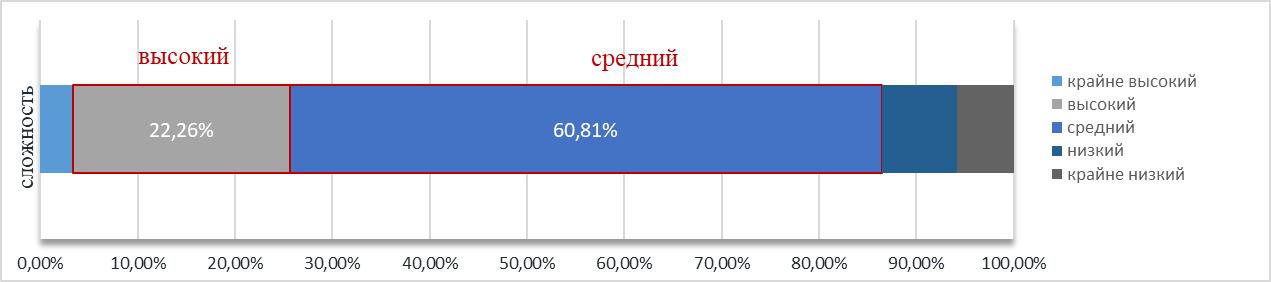 высокий
средний
сложность
22,26%
60,81%
крайне высокий
высокий
средний
низкий
крайне низкий
0,00% 10,00% 20,00% 30,00% 40,00% 50,00% 60,00% 70,00% 80,00% 90,00% 100,00%